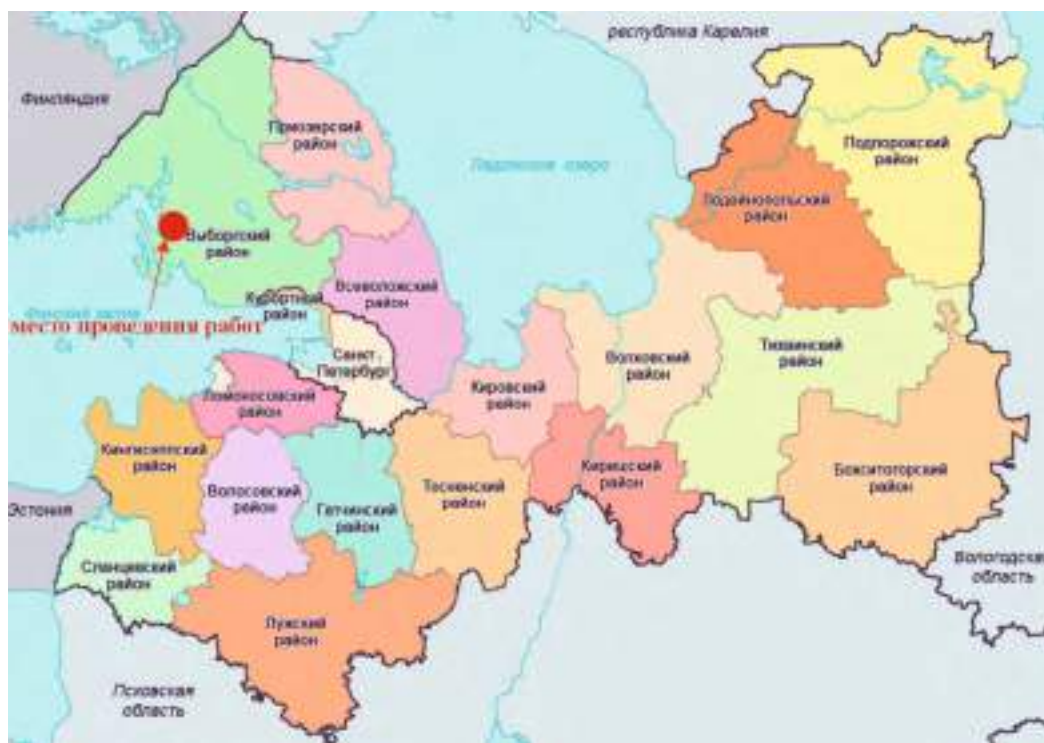 республика Карелия
Финляндия
Приозерский
район
Подпорожский
район
Ладожское озеро
Лодейнопольский
район
Выборгский
район
Всеволожский
район
Курортный
район
Финский залив
место проведения работ
Санкт
Петербург
Волховский
район
Тихвинский
район
Кировский
район
Ломоносовский
район
Кингисеппский
район
Волосовский
район
Гатчинский
район
Тосненский
район
Киришский
район
Бокситогорский
район
Эстония
Сланцевский
район
Вологодская
область
Лужский
район
Псковская
область